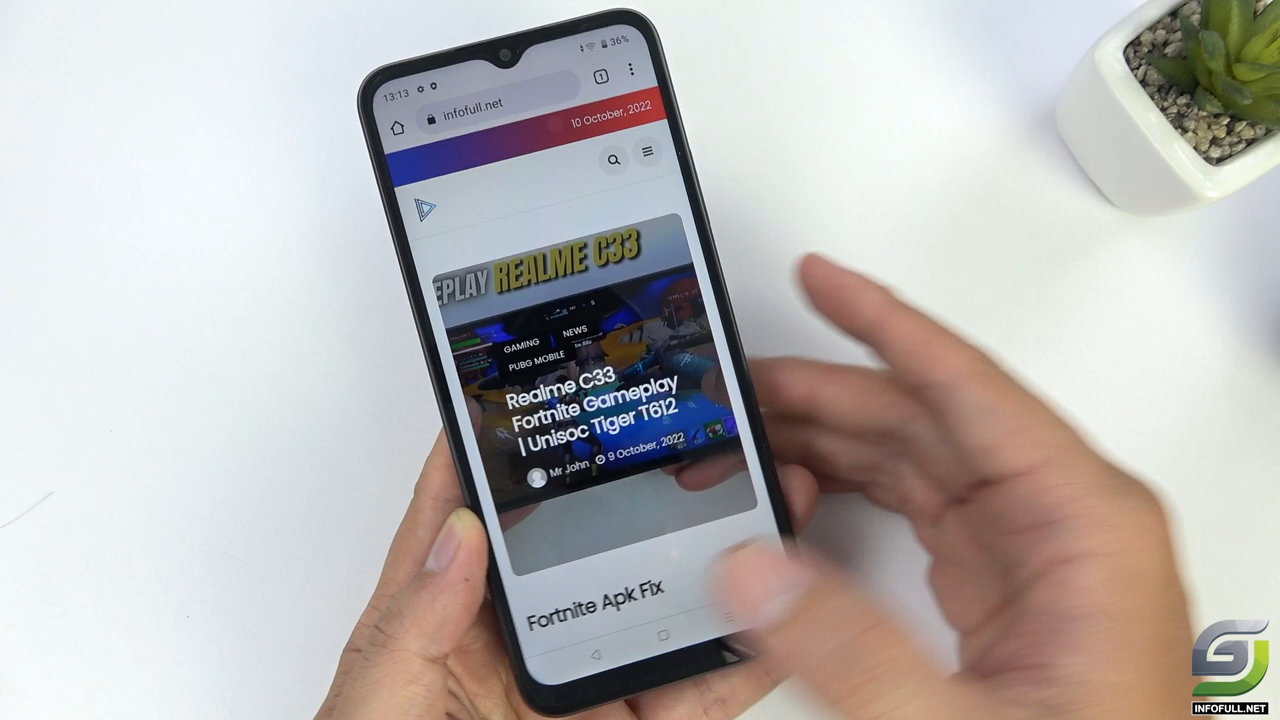 13:13
36%
infofull.net
1
10 October, 2022
EPLAY REALME C33
GAMING
NEWS
PUBG MOBILE
Realme C33
Fortnite Gameplay
| Unisoc Tiger T612
Mr John
9 October, 2022
Fortnite Apk Fix
INFOFULL.NET